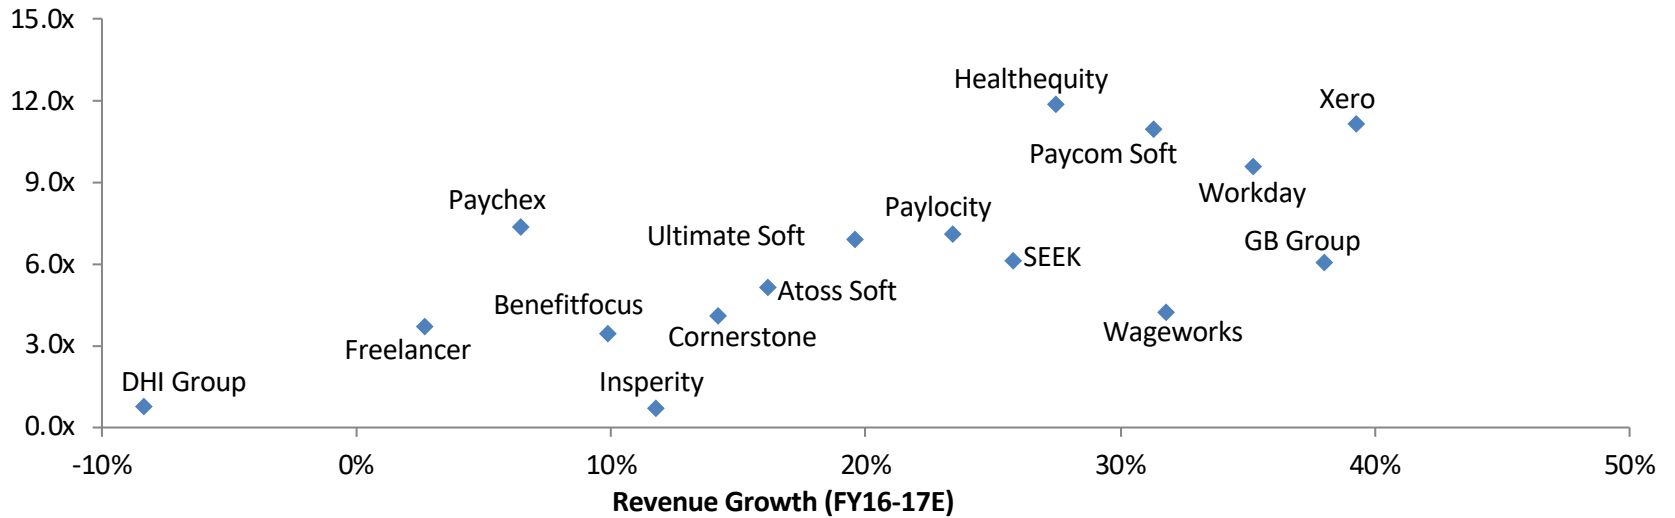 15.0x
Healthequity
Xero
12.0x
Paycom Soft
9.0x
Workday
Paychex
Paylocity
Ultimate Soft
GB Group
SEEK
6.0x
Atoss Soft
Benefitfocus
Wageworks
Cornerstone
3.0x
Freelancer
DHI Group
Insperity
0.0x
-10% 0% 10% 20% 30% 40% 50%
Revenue Growth (FY16-17E)